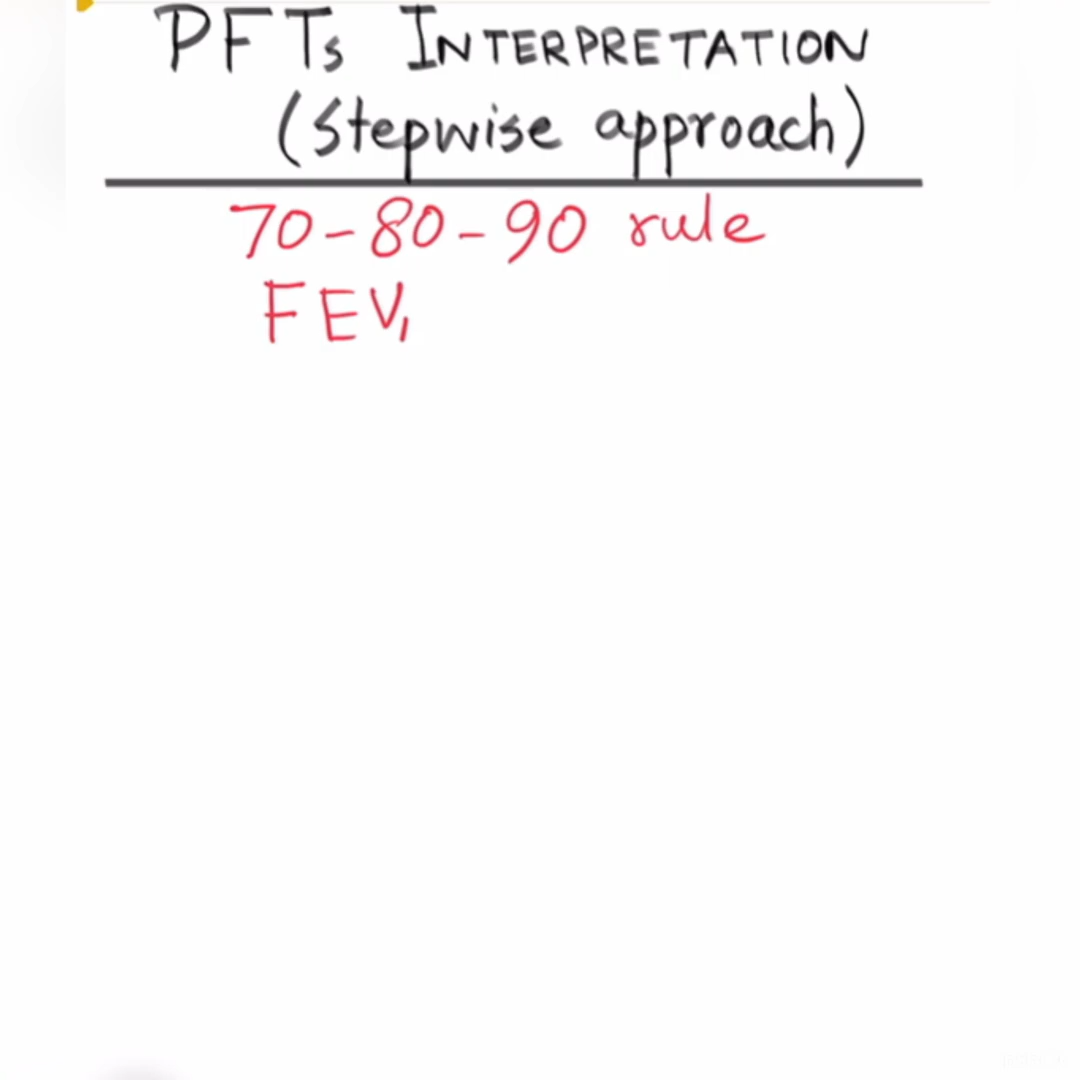 PFTs INTERPRETATION
(Stepwise approach)
70-80-90 rule
FEV₁